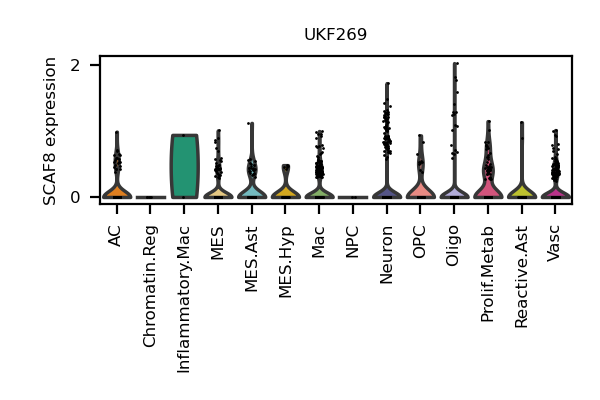 UKF269
SCAF8 expression
2
0
AC
Chromatin.Reg
Inflammatory.Mac
MES
MES.Ast
MES.Hyp
Mac
NPC
Neuron
OPC
Oligo
Prolif.Metab
Reactive.Ast
Vasc